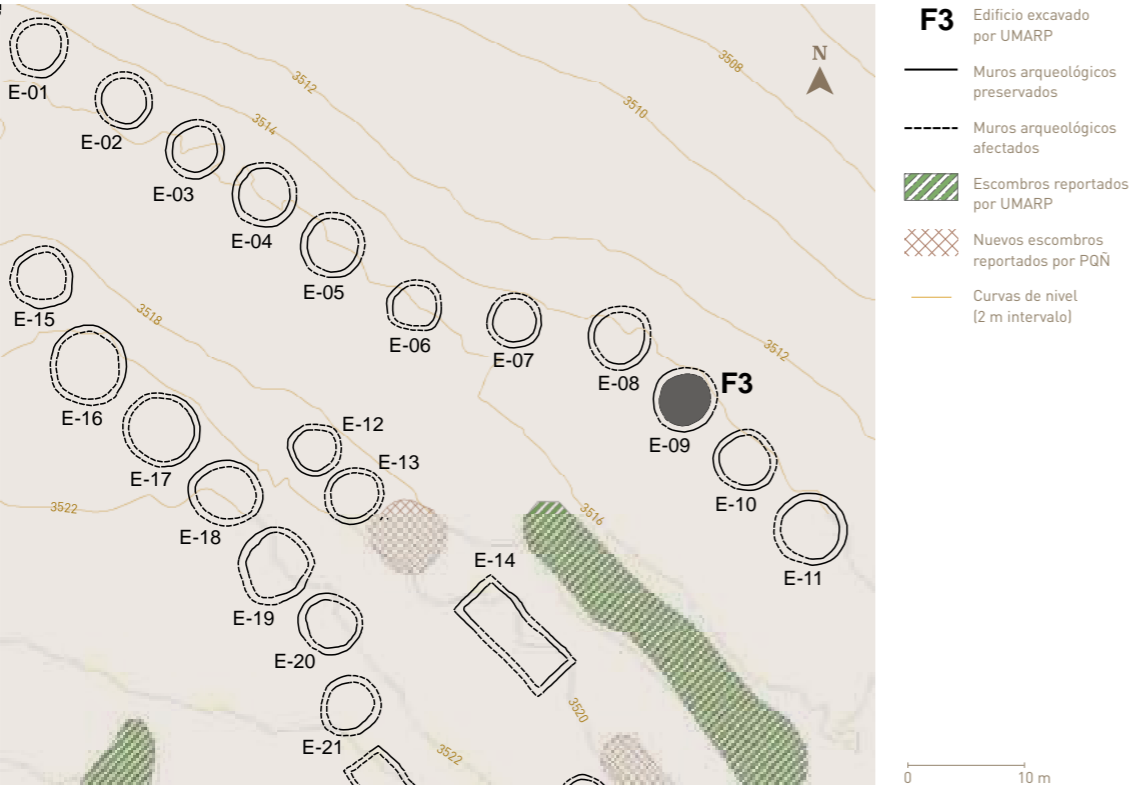 E-01
E-02
E-03
E-04
E-05
E-06
E-07
E-08
F3
E-09
E-10
E-11
E-12
E-13
E-14
E-15
E-16
E-17
E-18
E-19
E-20
E-21
3508
3510
3512
3514
3512
3518
3516
3522
3520
3522
N
F3
Edificio excavado
por UMARP
Muros arqueológicos
preservados
Muros arqueológicos
afectados
Escombros reportados
por UMARP
Nuevos escombros
reportados por PQÑ
Curvas de nivel
(2 m intervalo)
0 10 m